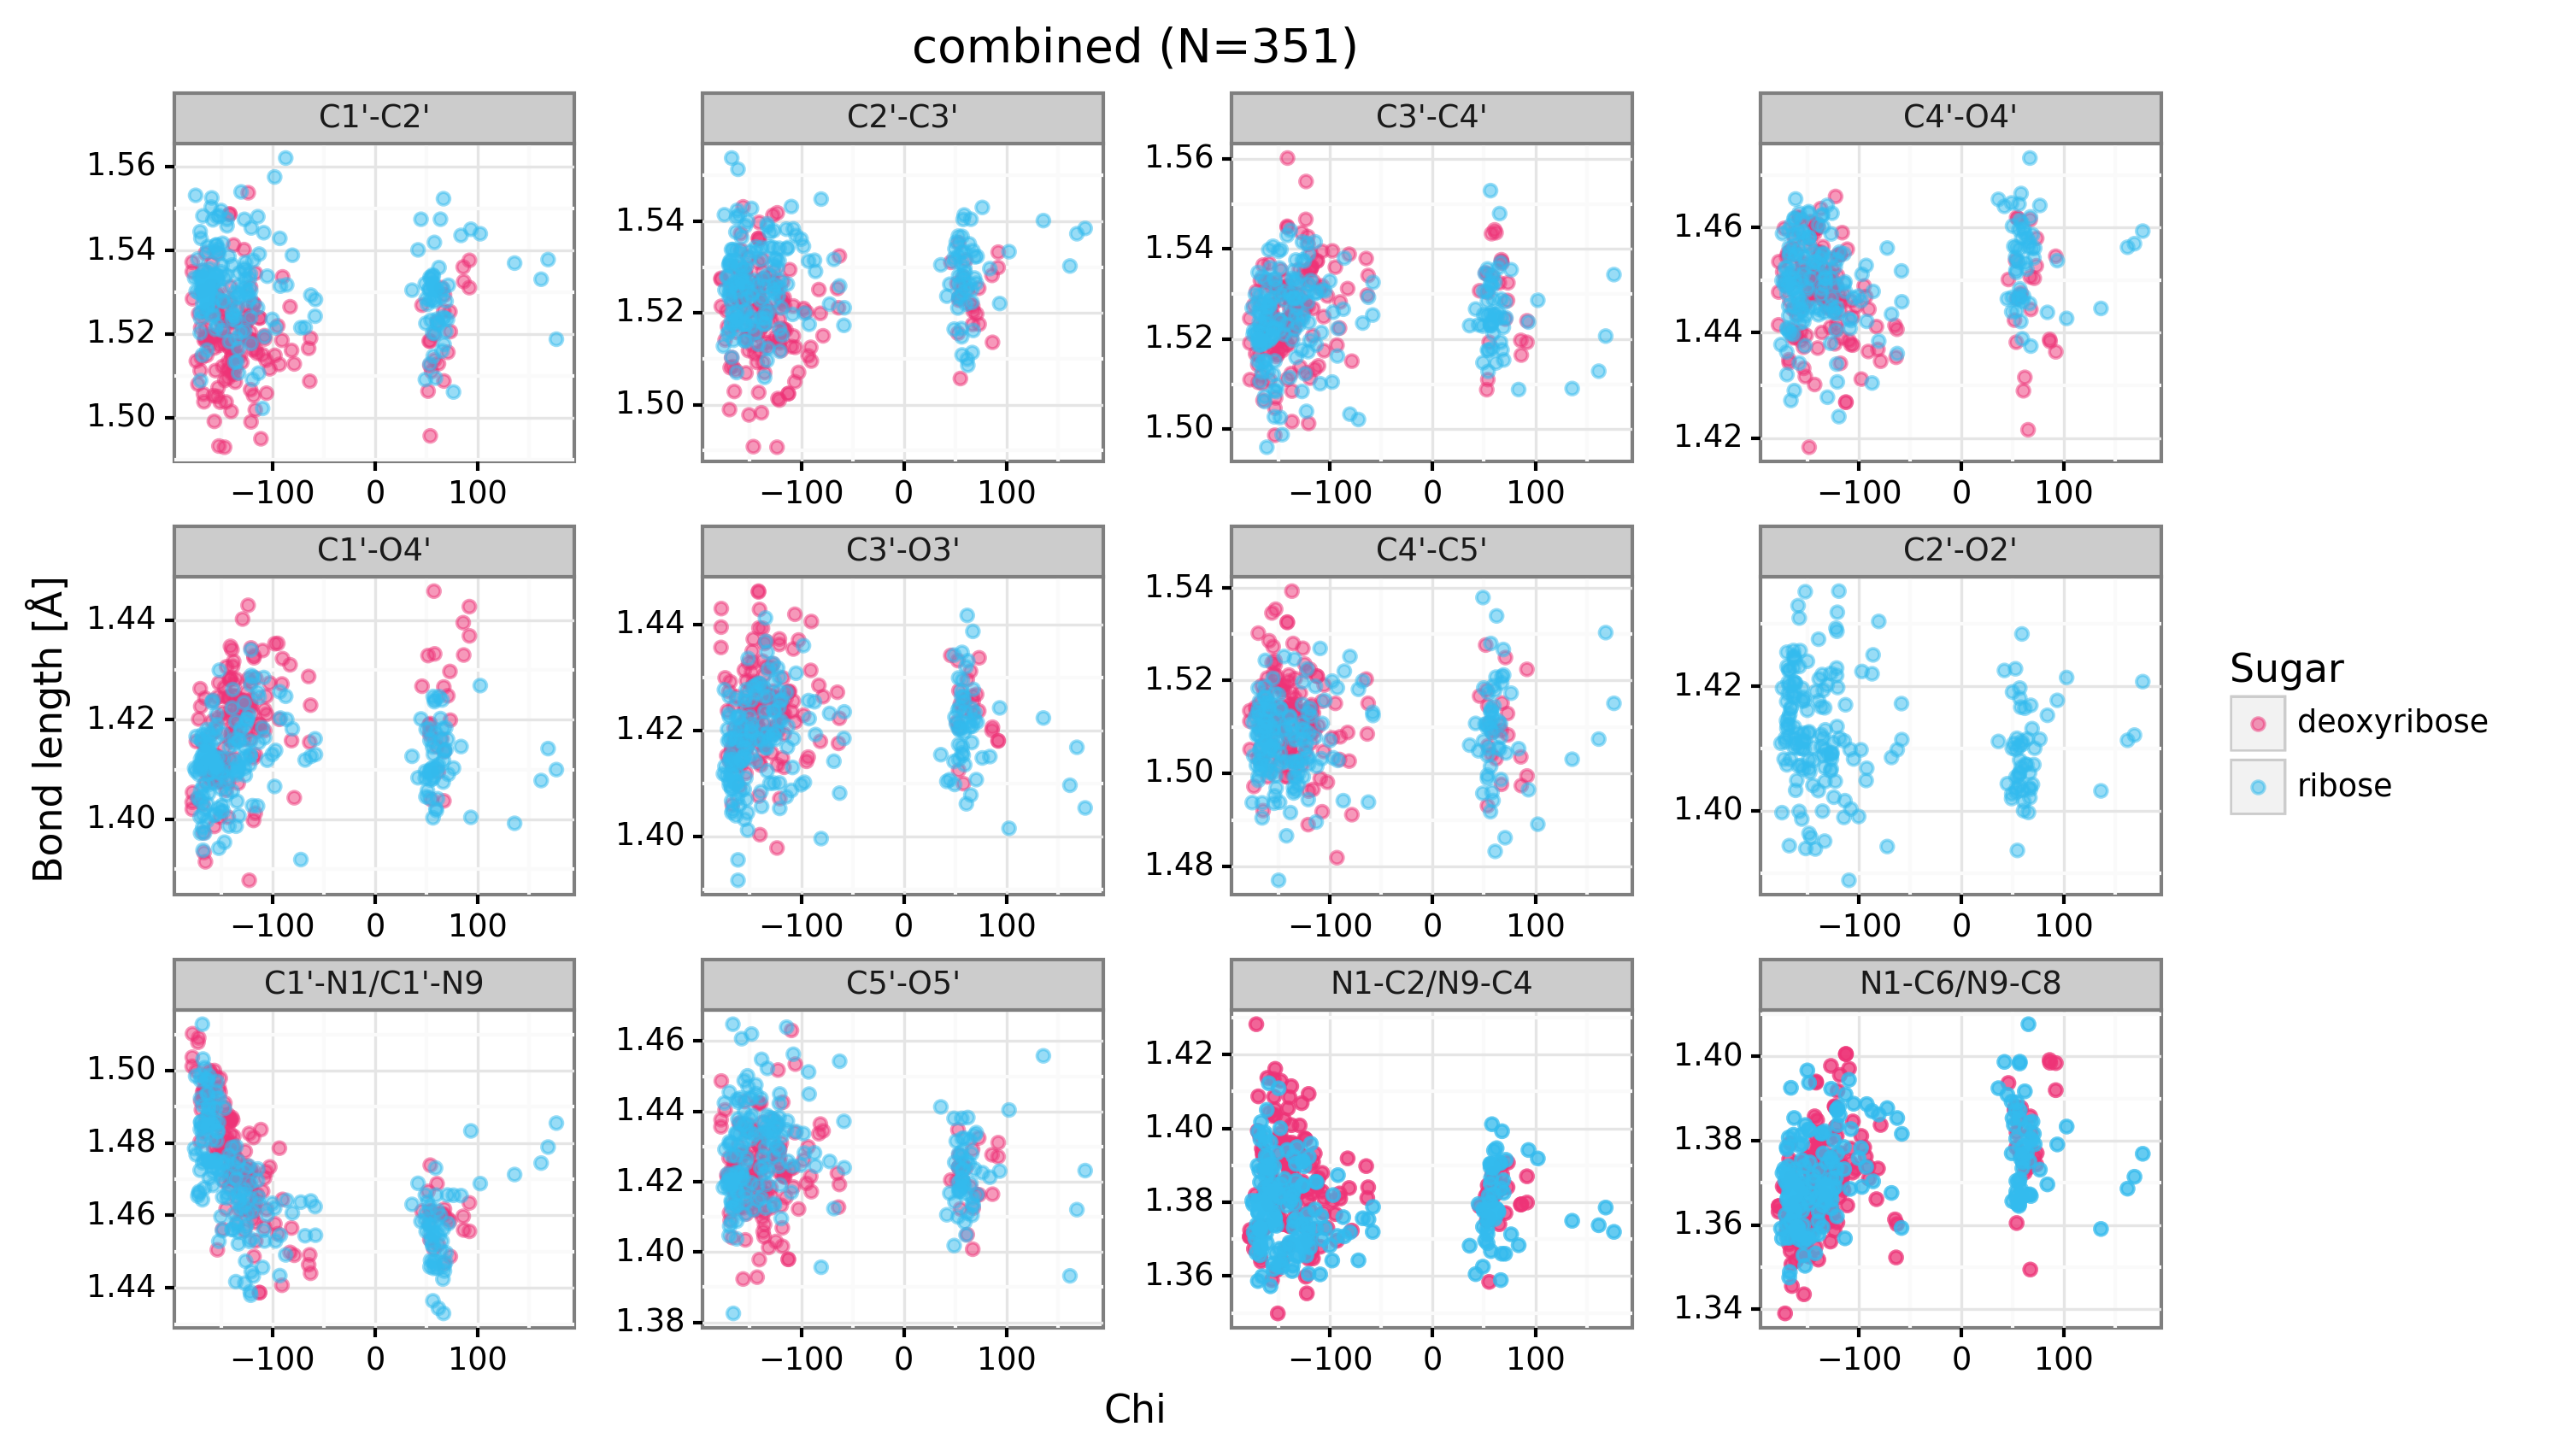 combined (N=351)
C1'-C2' C2'-C3' C3'-C4' C4'-O4'
1.56 1.54 1.52 1.50
1.54 1.52 1.50
1.56 1.54 1.52 1.50
1.46 1.44 1.42
−100 0 100 −100 0 100 −100 0 100 −100 0 100
C1'-O4' C3'-O3' C4'-C5' C2'-O2'
1.44 1.42 1.40
1.44 1.42 1.40
1.54 1.52 1.50 1.48
1.42 1.40
−100 0 100 −100 0 100 −100 0 100 −100 0 100
C1'-N1/C1'-N9 C5'-O5' N1-C2/N9-C4 N1-C6/N9-C8
1.50 1.48 1.46 1.44
1.46 1.44 1.42 1.40 1.38
1.42 1.40 1.38 1.36
1.40 1.38 1.36 1.34
−100 0 100 −100 0 100 −100 0 100 −100 0 100
Bond length [Å]
Chi
Sugar
deoxyribose
ribose